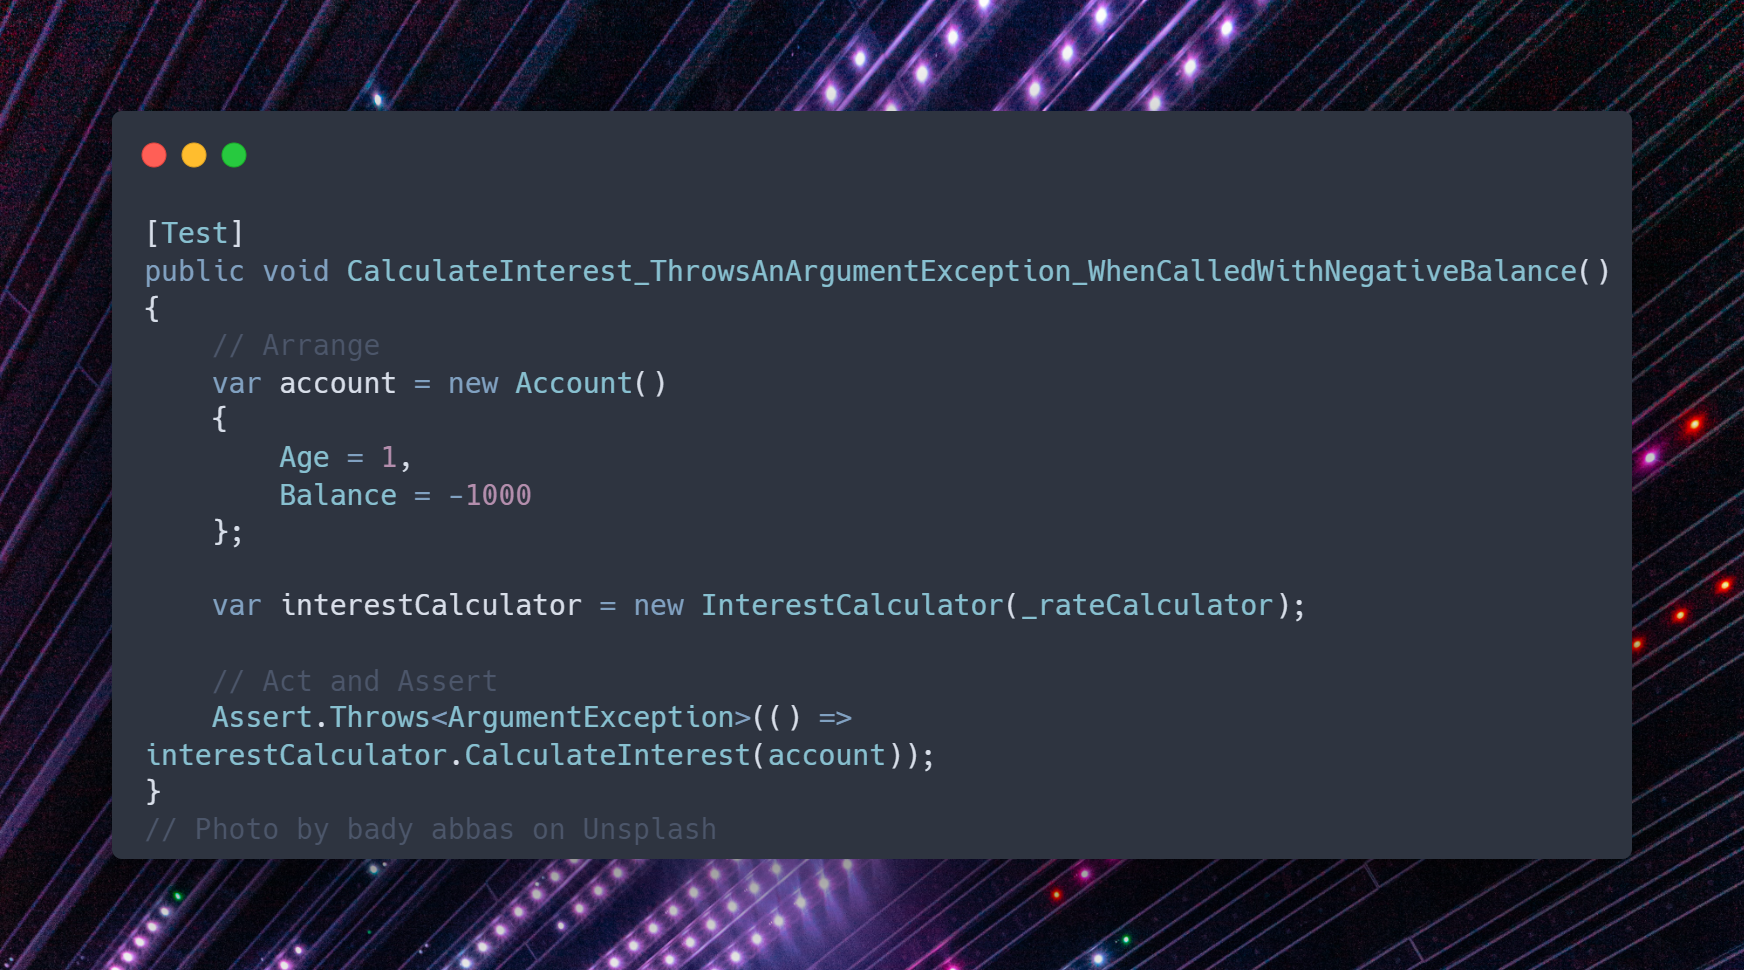 [Test]
public void CalculateInterest_ThrowsAnArgumentException_WhenCalledWithNegativeBalance()
{
    // Arrange
    var account = new Account()
    {
        Age = 1,
        Balance = -1000
    };

    var interestCalculator = new InterestCalculator(_rateCalculator);

    // Act and Assert
    Assert.Throws<ArgumentException>(() =>
interestCalculator.CalculateInterest(account));
}
// Photo by bady abbas on Unsplash